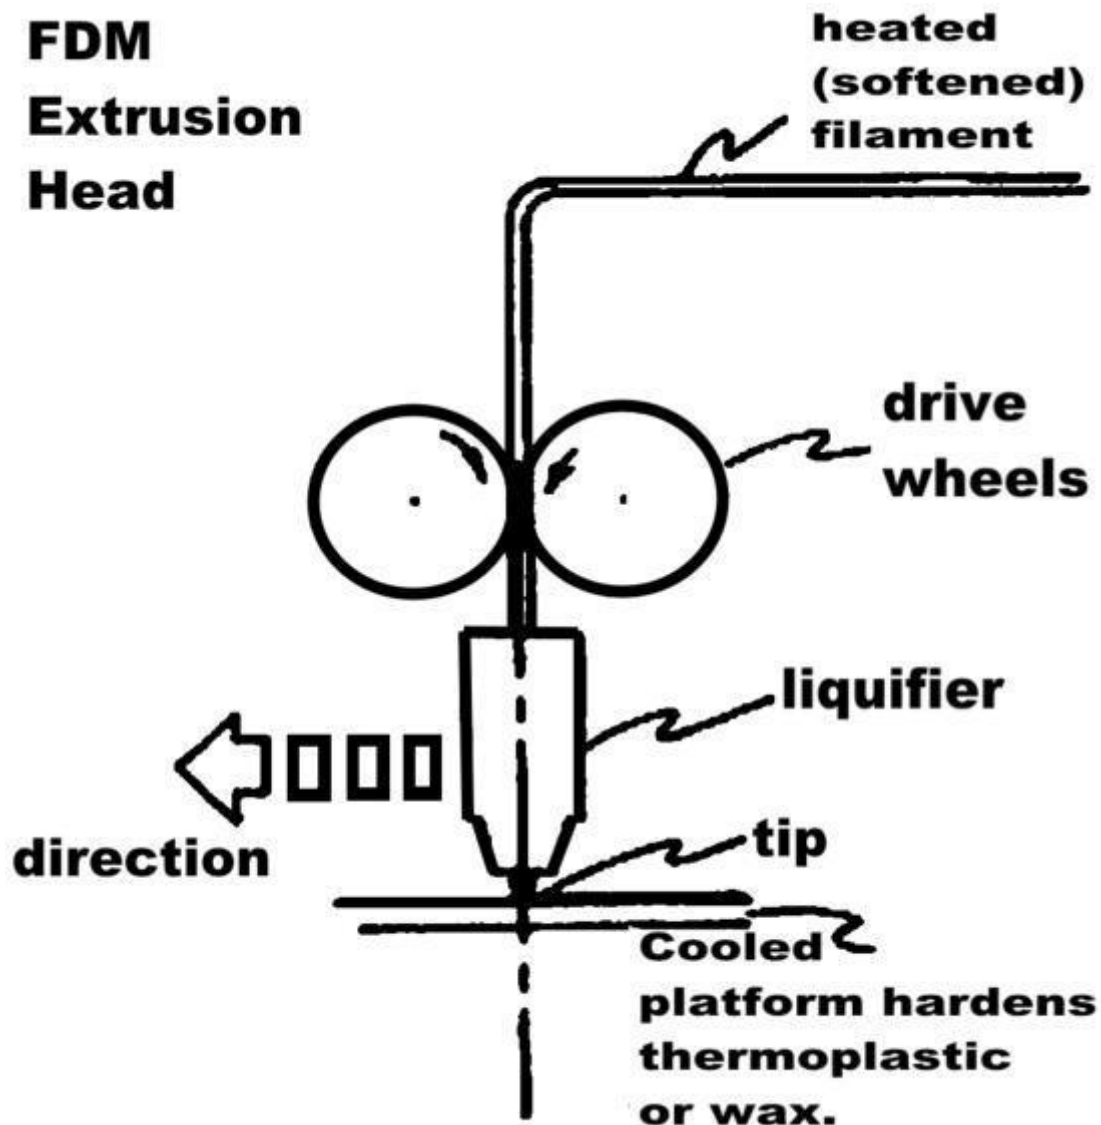 FDM
Extrusion
Head
heated
(softened)
filament
drive
wheels
liquifier
direction
tip
Cooled
platform hardens
thermoplastic
or wax.